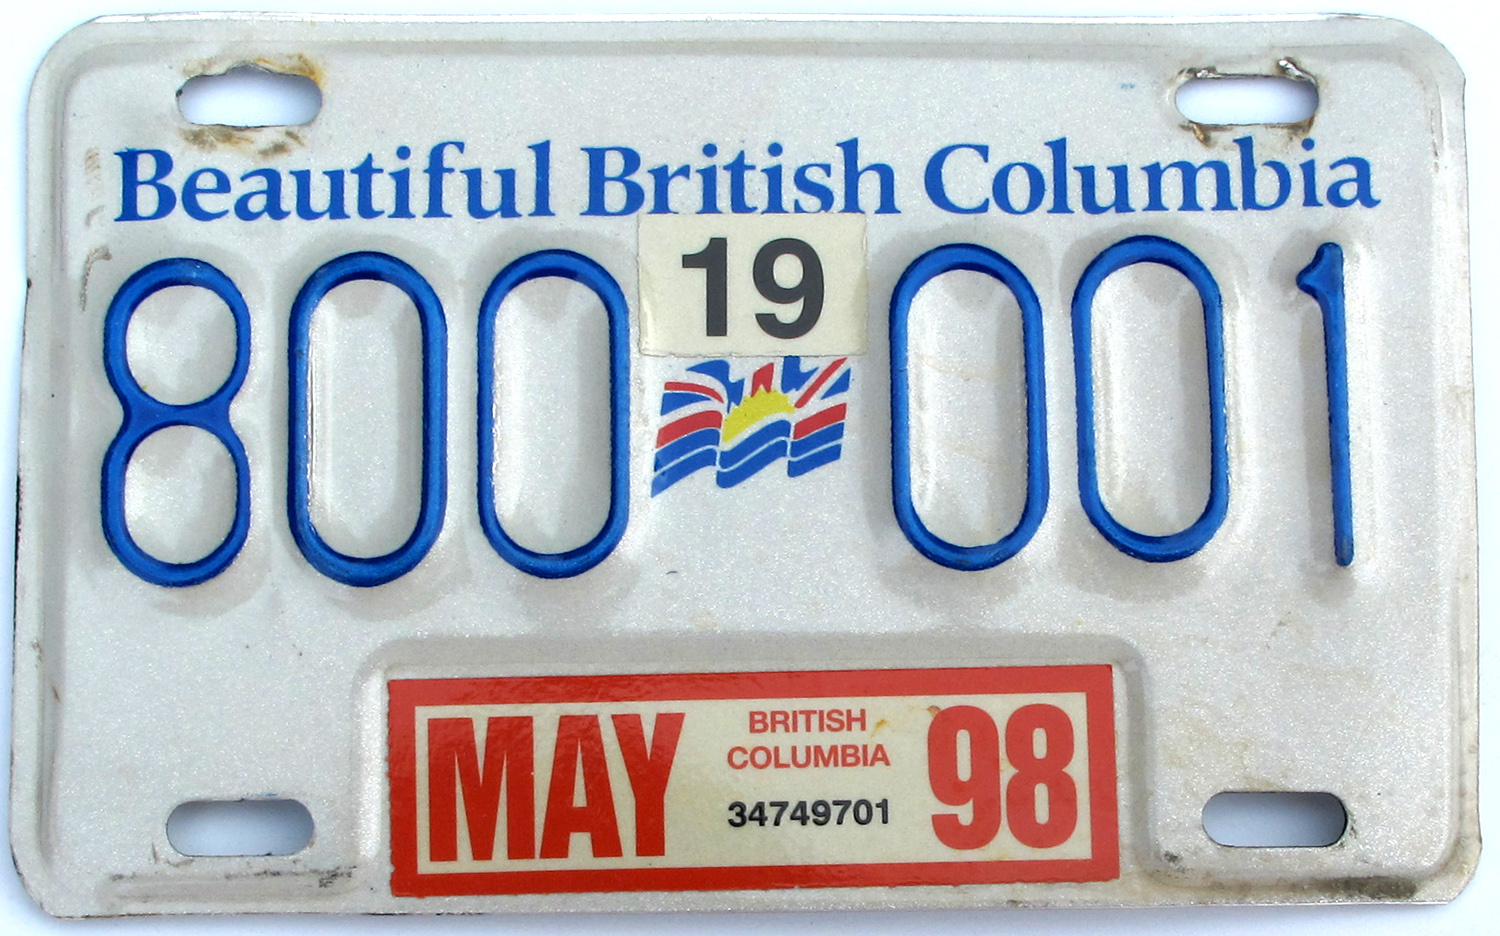 Beautiful British Columbia
800 19 001
MAY BRITISH COLUMBIA 98
34749701